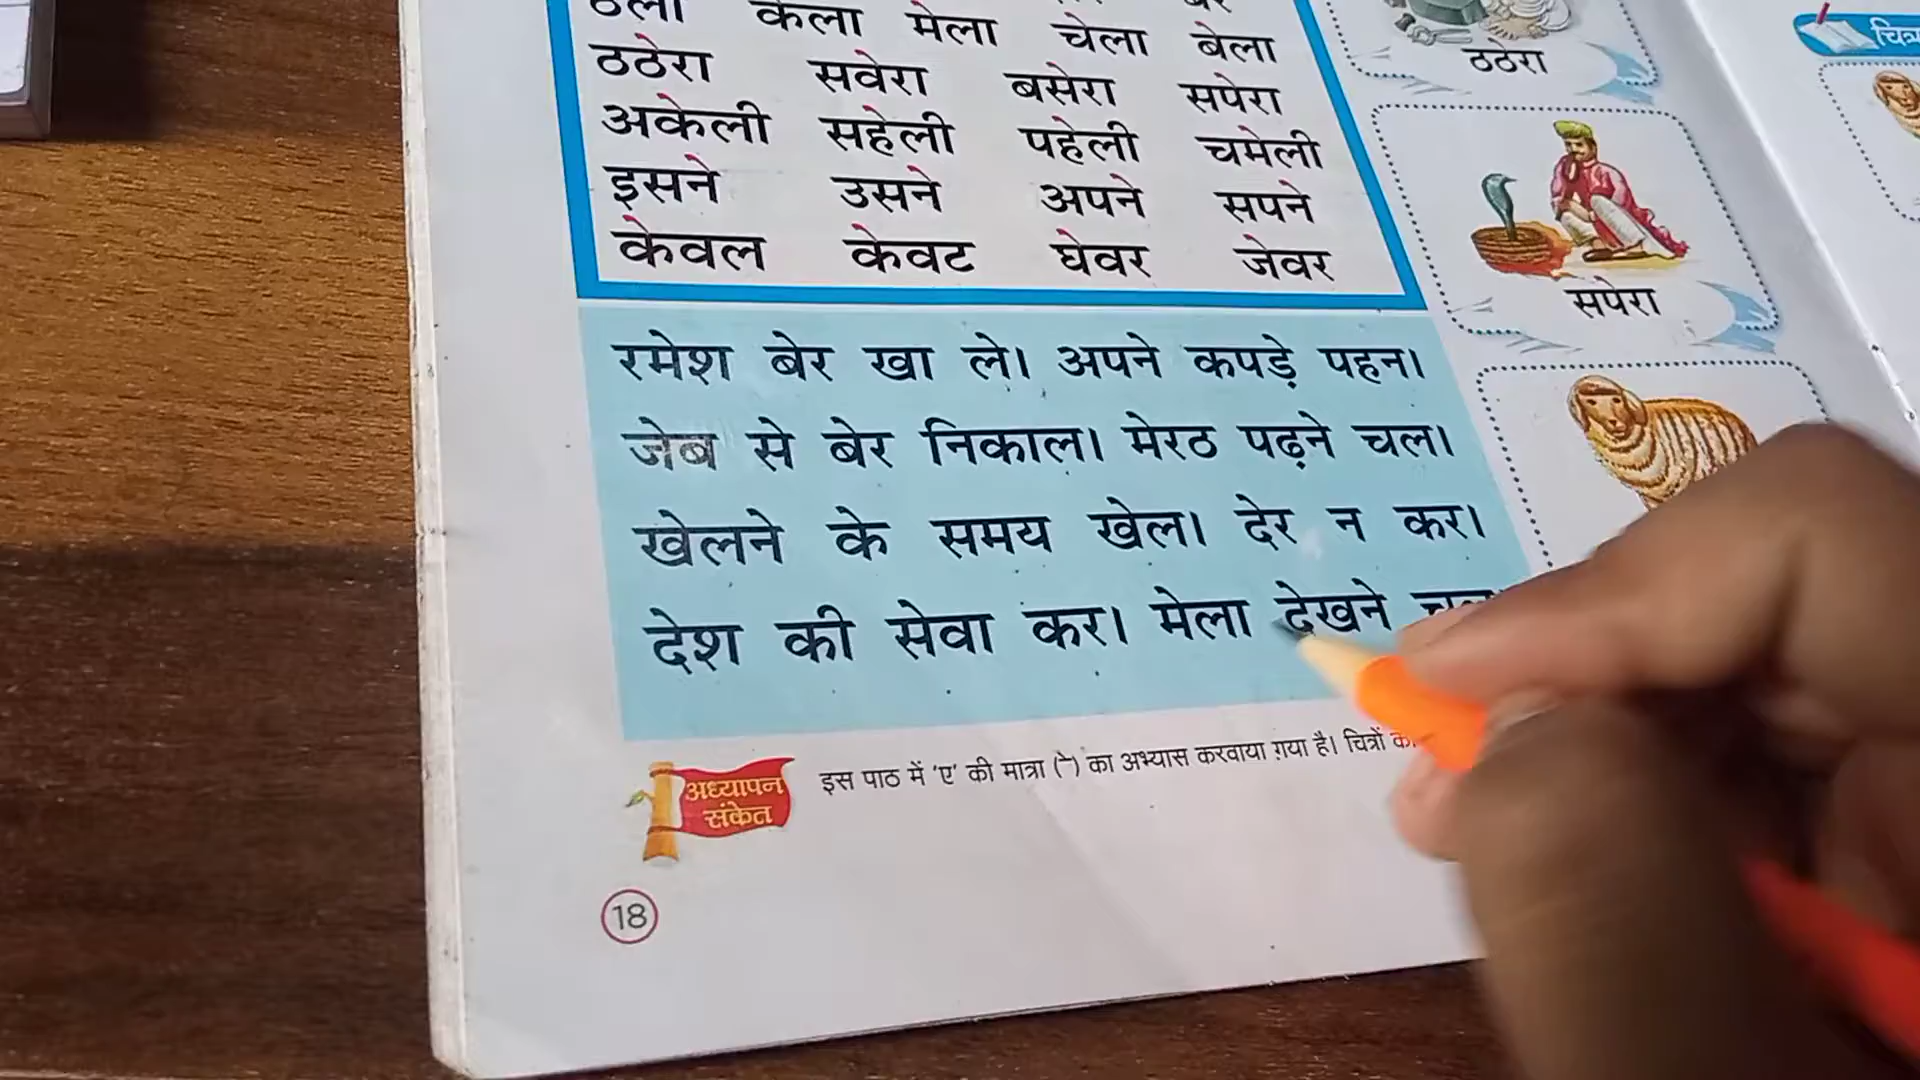 केला मेला चेला बेला
ठठेरा सवेरा बसेरा सपेरा
अकेली सहेली पहेली चमेली
इसने उसने अपने सपने
केवल केवट घेवर जेवर
रमेश बेर खा ले। अपने कपड़े पहन।
जेब से बेर निकाल। मेरठ पढ़ने चल।
खेलने के समय खेल। देर न कर।
देश की सेवा कर। मेला देखने
अध्यापन
संकेत
इस पाठ में 'ए' की मात्रा (े) का अभ्यास करवाया गया है। चित्रों
18
ठठेरा
सपेरा